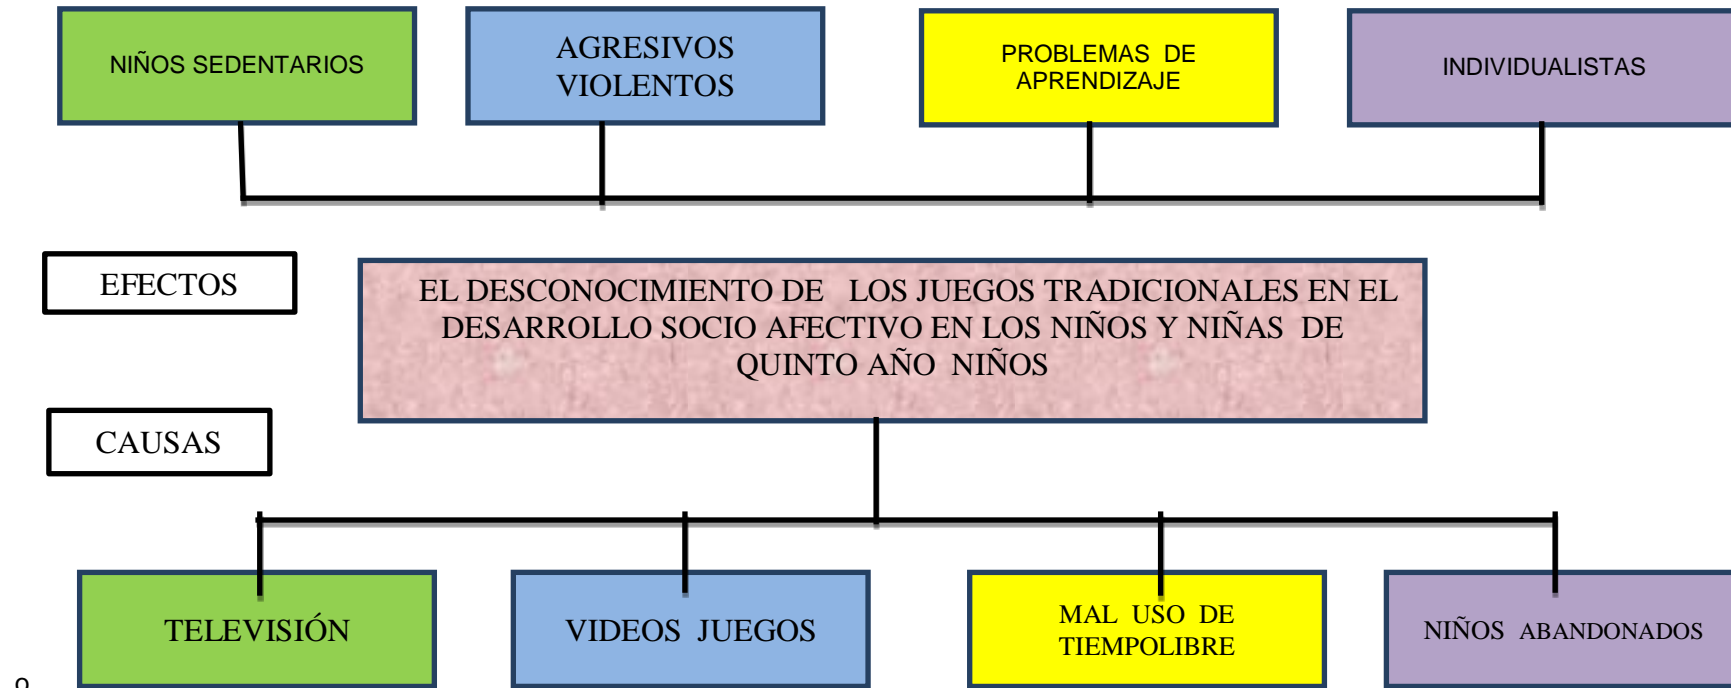 NIÑOS SEDENTARIOS
AGRESIVOS
VIOLENTOS
PROBLEMAS DE
APRENDIZAJE
INDIVIDUALISTAS
EFECTOS
EL DESCONOCIMIENTO DE LOS JUEGOS TRADICIONALES EN EL
DESARROLLO SOCIO AFECTIVO EN LOS NIÑOS Y NIÑAS DE
QUINTO AÑO NIÑOS
CAUSAS
TELEVISIÓN
VIDEOS JUEGOS
MAL USO DE
TIEMPOLIBRE
NIÑOS ABANDONADOS